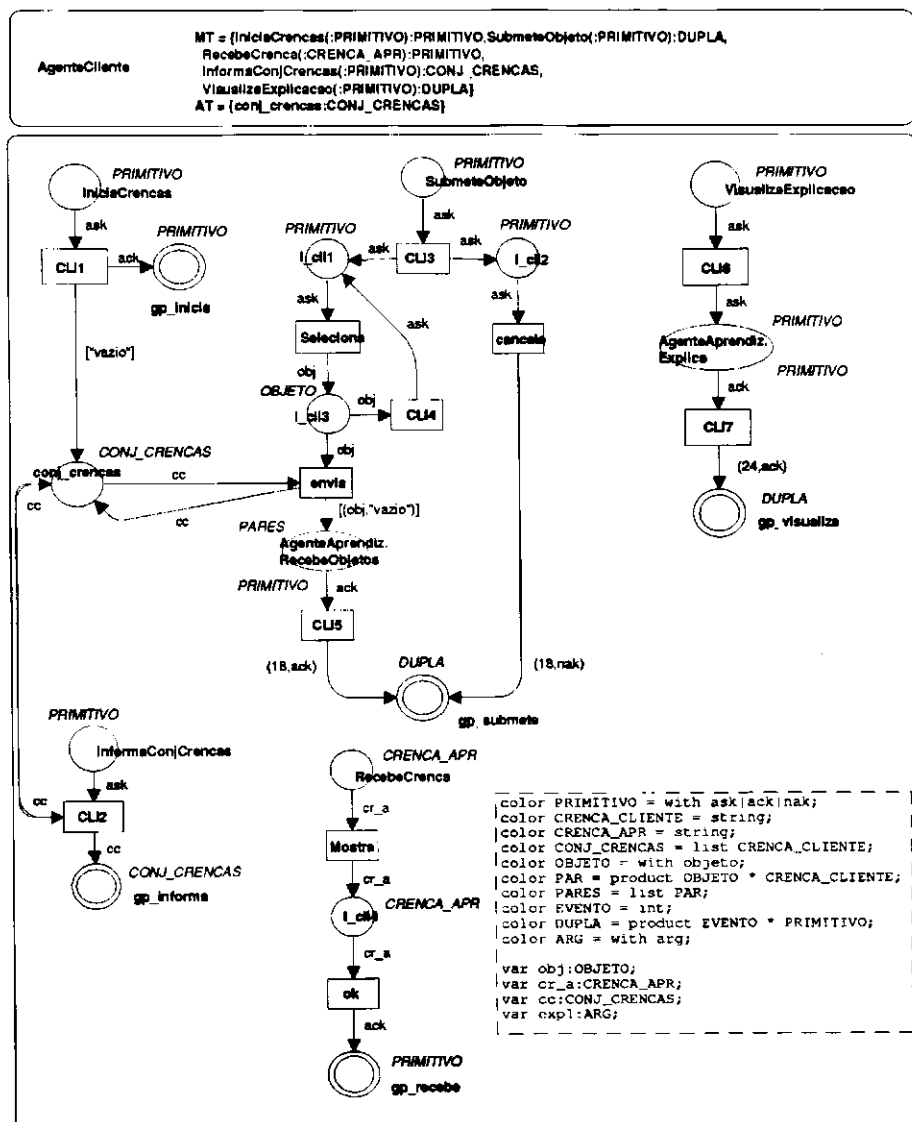 MT = {IniciaCrencas(:PRIMITIVO):PRIMITIVO,SubmeteObjeto(:PRIMITIVO):DUPLA,
RecebeCrenca(:CRENCA_APR):PRIMITIVO,
AgenteCliente
InformaConjCrencas(:PRIMITIVO):CONJ_CRENCAS,
VisualizaExplicacao(:PRIMITIVO):DUPLA}
AT = {conj_crencas:CONJ_CRENCAS}
PRIMITIVO
IniciaCrencas
ask
CLI1
ack
PRIMITIVO
gp_inicia
["vazio"]
PRIMITIVO
SubmeteObjeto
ask
PRIMITIVO
I_cli1
ask
CLI3
ask
PRIMITIVO
I_cli2
ask
Seleciona
ask
ask
cancela
obj
OBJETO
I_cli3
obj
CLI4
obj
CONJ_CRENCAS
conj_crencas
cc
envia
cc
cc
[(obj,"vazio")]
PARES
AgenteAprendiz.
RecebeObjetos
PRIMITIVO
ack
CLI5
(18,ack)
DUPLA
(18,nak)
gp_submete
PRIMITIVO
VisualizaExplicacao
ask
CLI6
ask
PRIMITIVO
AgenteAprendiz.
Explica
PRIMITIVO
ack
CLI7
(24,ack)
DUPLA
gp_visualiza
PRIMITIVO
InformaConjCrencas
ask
cc
CLI2
cc
CONJ_CRENCAS
gp_informa
CRENCA_APR
RecebeCrenca
cr_a
Mostra
cr_a
CRENCA_APR
I_cli4
cr_a
ok
ack
PRIMITIVO
gp_recebe
color PRIMITIVO = with ask|ack|nak;
color CRENCA_CLIENTE = string;
color CRENCA_APR = string;
color CONJ_CRENCAS = list CRENCA_CLIENTE;
color OBJETO = with objeto;
color PAR = product OBJETO * CRENCA_CLIENTE;
color PARES = list PAR;
color EVENTO = int;
color DUPLA = product EVENTO * PRIMITIVO;
color ARG = with arg;
var obj:OBJETO;
var cr_a:CRENCA_APR;
var cc:CONJ_CRENCAS;
var expl:ARG;